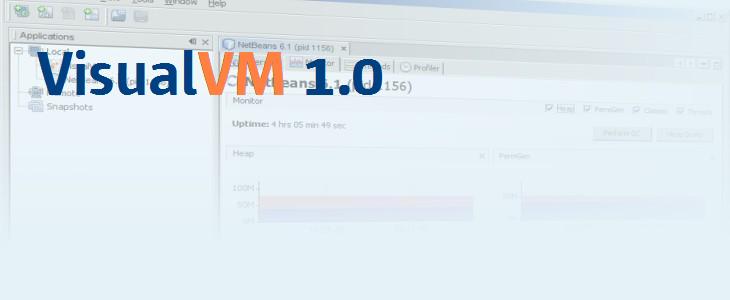 Tools Window Help
Applications
NetBeans 6.1 (pid 1156)
Local
VisualVM 1.0
Profiler
NetBeans 6.1 (pid 1156)
Remote
Monitor
Heap PermGen Classes Threads
Snapshots
Uptime: 4 hrs 05 min 49 sec
Perform GC Heap Dump
Heap
PermGen
100M
50M
0M
50M